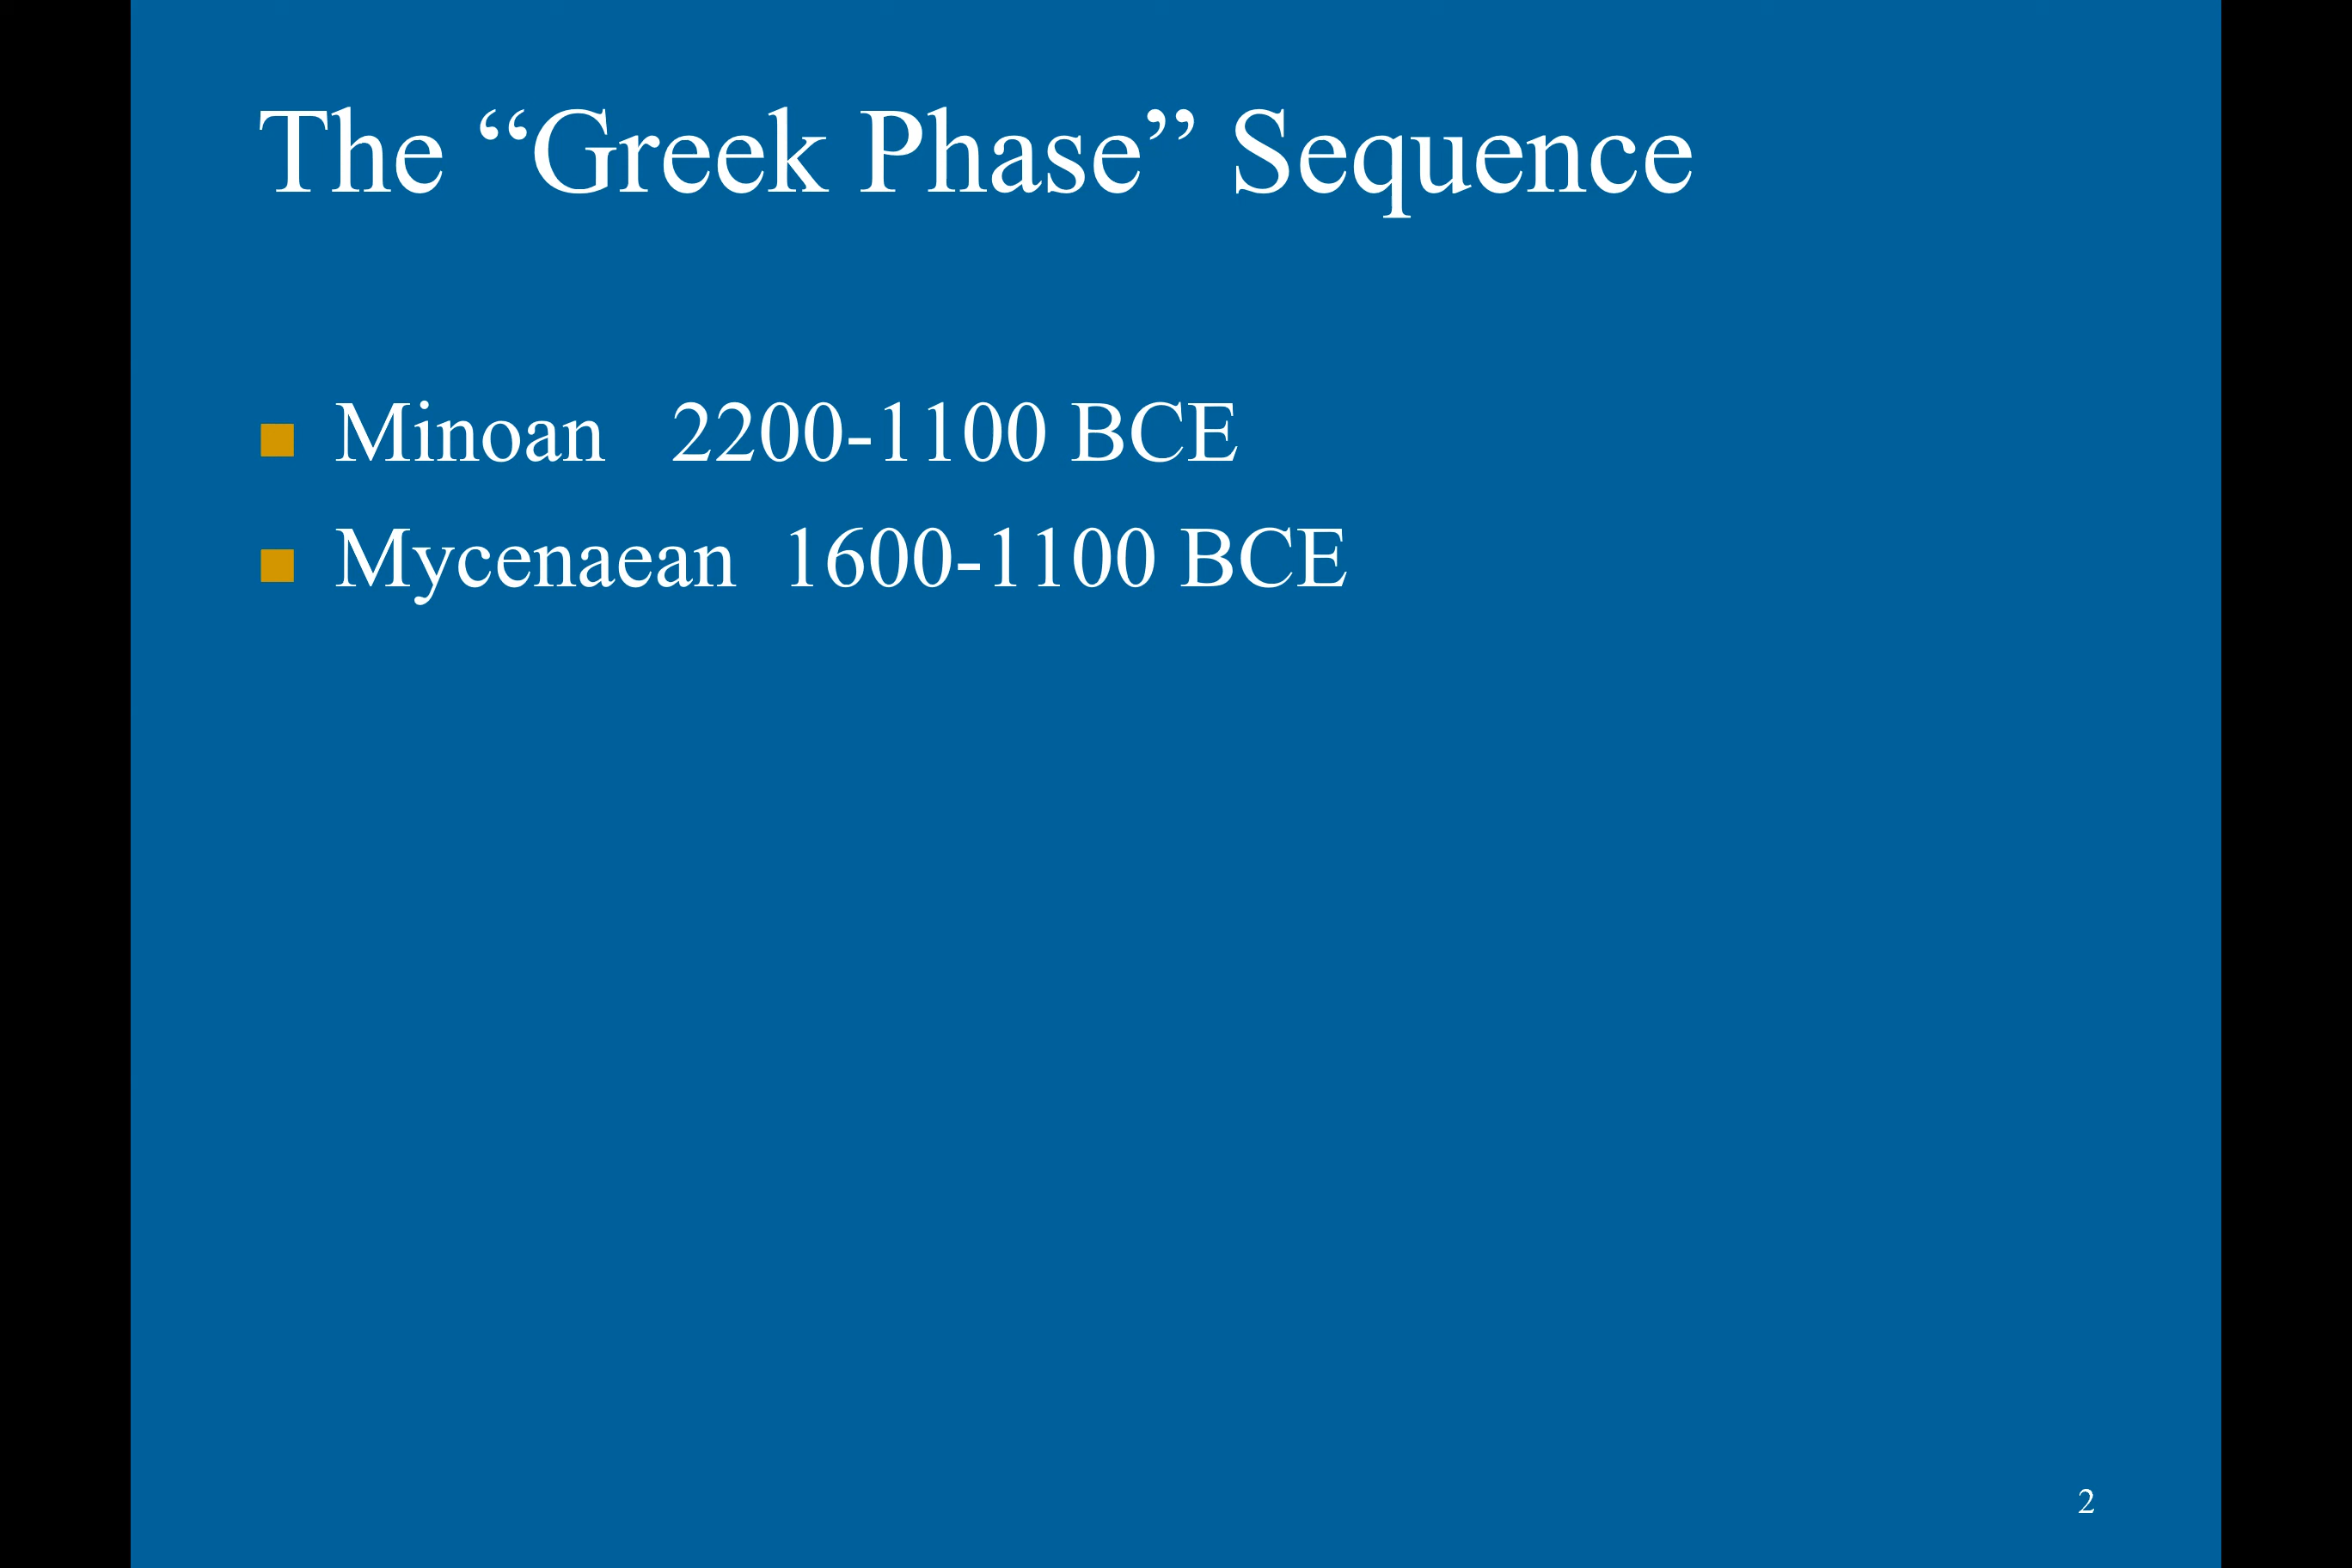 The “Greek Phase” Sequence
Minoan 2200-1100 BCE
Mycenaean 1600-1100 BCE
2